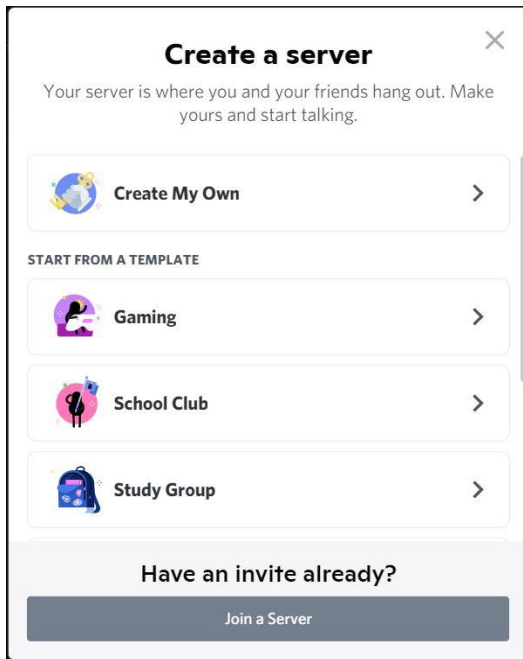 Create a server
Your server is where you and your friends hang out. Make
yours and start talking.
Create My Own
START FROM A TEMPLATE
Gaming
School Club
Study Group
Have an invite already?
Join a Server